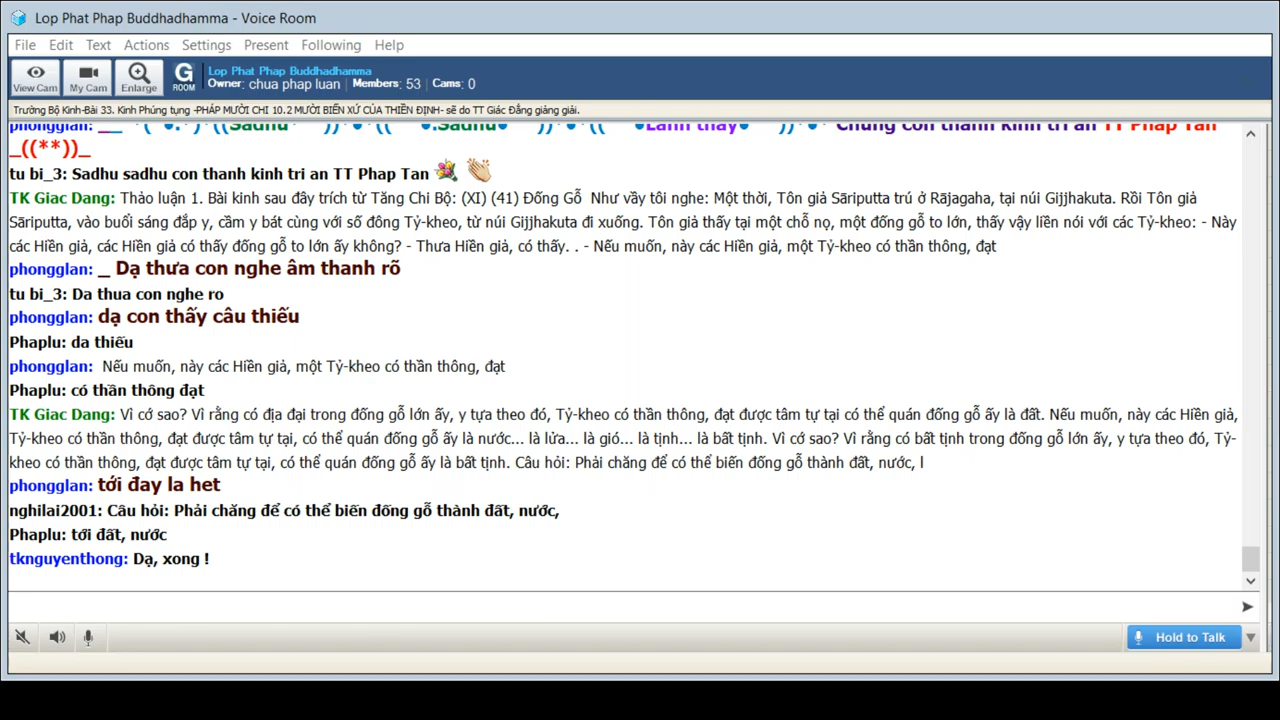 Lop Phat Phap Buddhadhamma - Voice Room
File Edit Text Actions Settings Present Following Help
View Cam My Cam Enlarge G ROOM Lop Phat Phap Buddhadhamma
Owner: chua phap luan Members: 53 Cams: 0
Trường Bộ Kinh-Bài 33. Kinh Phúng tụng -PHÁP MƯỜI CHI 10.2 MƯỜI BIẾN XỨ CỦA THIỀN ĐỊNH- sẽ do TT Giác Đẳng giảng giải.
phongglan: Sadhu Sadhu Lành thay Chúng con thành kính tri ân TT Pháp Tân
_((**))_
tu bi_3: Sadhu sadhu con thanh kinh tri an TT Phap Tan
TK Giac Dang: Thảo luận 1. Bài kinh sau đây trích từ Tăng Chi Bộ: (XI) (41) Đống Gỗ Như vầy tôi nghe: Một thời, Tôn giả Sāriputta trú ở Rājagaha, tại núi Gijjhakuta. Rồi Tôn giả
Sāriputta, vào buổi sáng đắp y, cầm y bát cùng với số đông Tỷ-kheo, từ núi Gijjhakuta đi xuống. Tôn giả thấy tại một chỗ nọ, một đống gỗ to lớn, thấy vậy liền nói với các Tỷ-kheo: - Này
các Hiền giả, các Hiền giả có thấy đống gỗ to lớn ấy không? - Thưa Hiền giả, có thấy. . - Nếu muốn, này các Hiền giả, một Tỷ-kheo có thần thông, đạt
phongglan: _ Dạ thưa con nghe âm thanh rõ
tu bi_3: Da thua con nghe ro
phongglan: dạ con thấy câu thiếu
Phaplu: da thiếu
phongglan: Nếu muốn, này các Hiền giả, một Tỷ-kheo có thần thông, đạt
Phaplu: có thần thông đạt
TK Giac Dang: Vì cớ sao? Vì rằng có địa đại trong đống gỗ lớn ấy, y tựa theo đó, Tỷ-kheo có thần thông, đạt được tâm tự tại có thể quán đống gỗ ấy là đất. Nếu muốn, này các Hiền giả,
Tỷ-kheo có thần thông, đạt được tâm tự tại, có thể quán đống gỗ ấy là nước... là lửa... là gió... là tịnh... là bất tịnh. Vì cớ sao? Vì rằng có bất tịnh trong đống gỗ lớn ấy, y tựa theo đó, Tỷ-
kheo có thần thông, đạt được tâm tự tại, có thể quán đống gỗ ấy là bất tịnh. Câu hỏi: Phải chăng để có thể biến đống gỗ thành đất, nước, l
phongglan: tới đay la het
nghilai2001: Câu hỏi: Phải chăng để có thể biến đống gỗ thành đất, nước,
Phaplu: tới đất, nước
tknguyenthong: Dạ, xong !
Hold to Talk